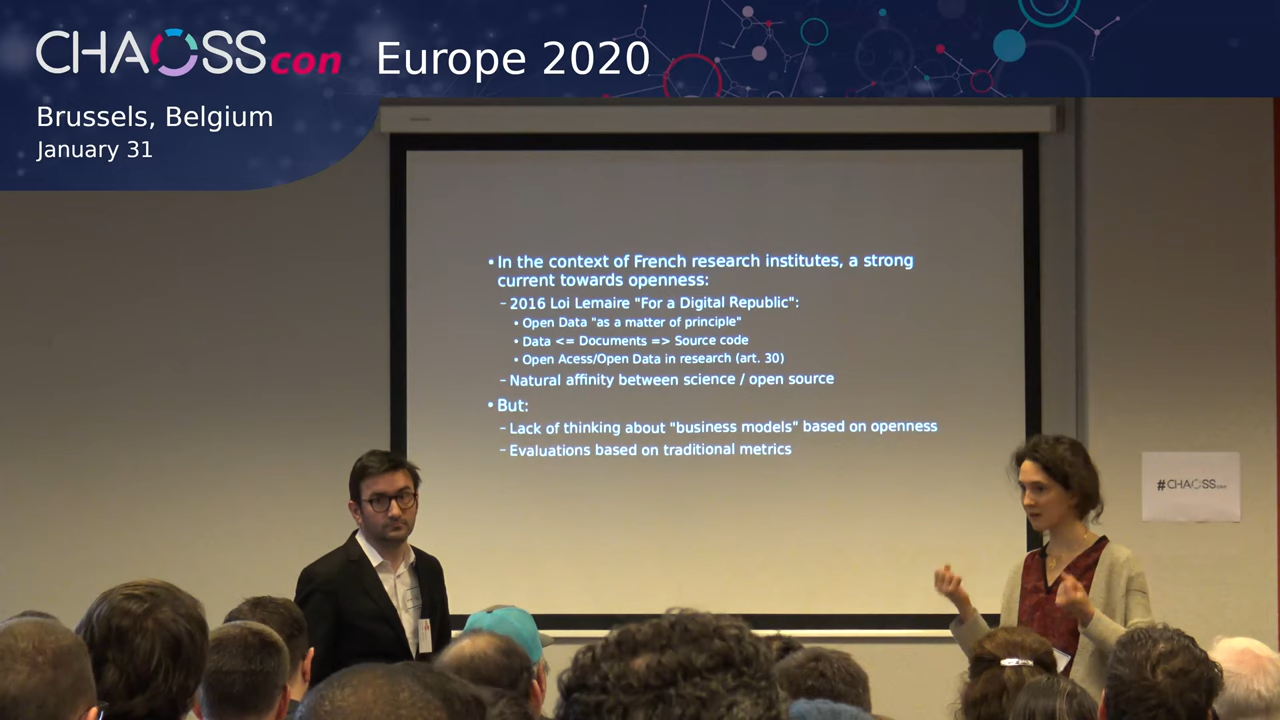 CHAOSScon Europe 2020
Brussels, Belgium
January 31
• In the context of French research institutes, a strong
current towards openness:
– 2016 Loi Lemaire "For a Digital Republic":
• Open Data "as a matter of principle"
• Data <= Documents => Source code
• Open Acess/Open Data in research (art. 30)
– Natural affinity between science / open source
• But:
– Lack of thinking about "business models" based on openness
– Evaluations based on traditional metrics
#CHAOSScon